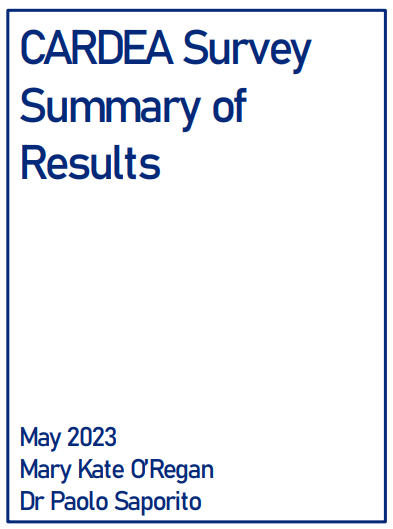 CARDEA Survey
Summary of
Results
May 2023
Mary Kate O'Regan
Dr Paolo Saporito